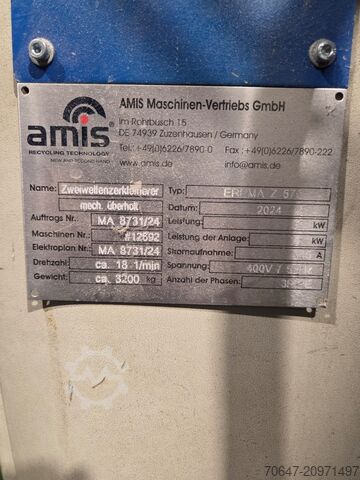 amis
RECYCLING TECHNOLOGY
NEW AND SECOND HAND
AMIS Maschinen-Vertriebs GmbH
Im Rohrbusch 15
DE 74939 Zuzenhausen / Germany
Tel.: +49(0)6226/7890-0 Fax : +49(0)6226/7890-222
www.amis.de info@amis.de
Name: Zweiwellenzerkleinerer Typ:
mech. überholt Datum: 2024
Auftrags Nr.: MA 8731/24 Leistung: kW
Maschinen Nr.: #12692 Leistung der Anlage: kW
Elektroplan Nr.: MA 8731/24 Stromaufnahme: A
Drehzahl: ca. 18 1/min Spannung: 400V /
Gewicht: ca. 3200 kg Anzahl der Phasen:
70647-20971497